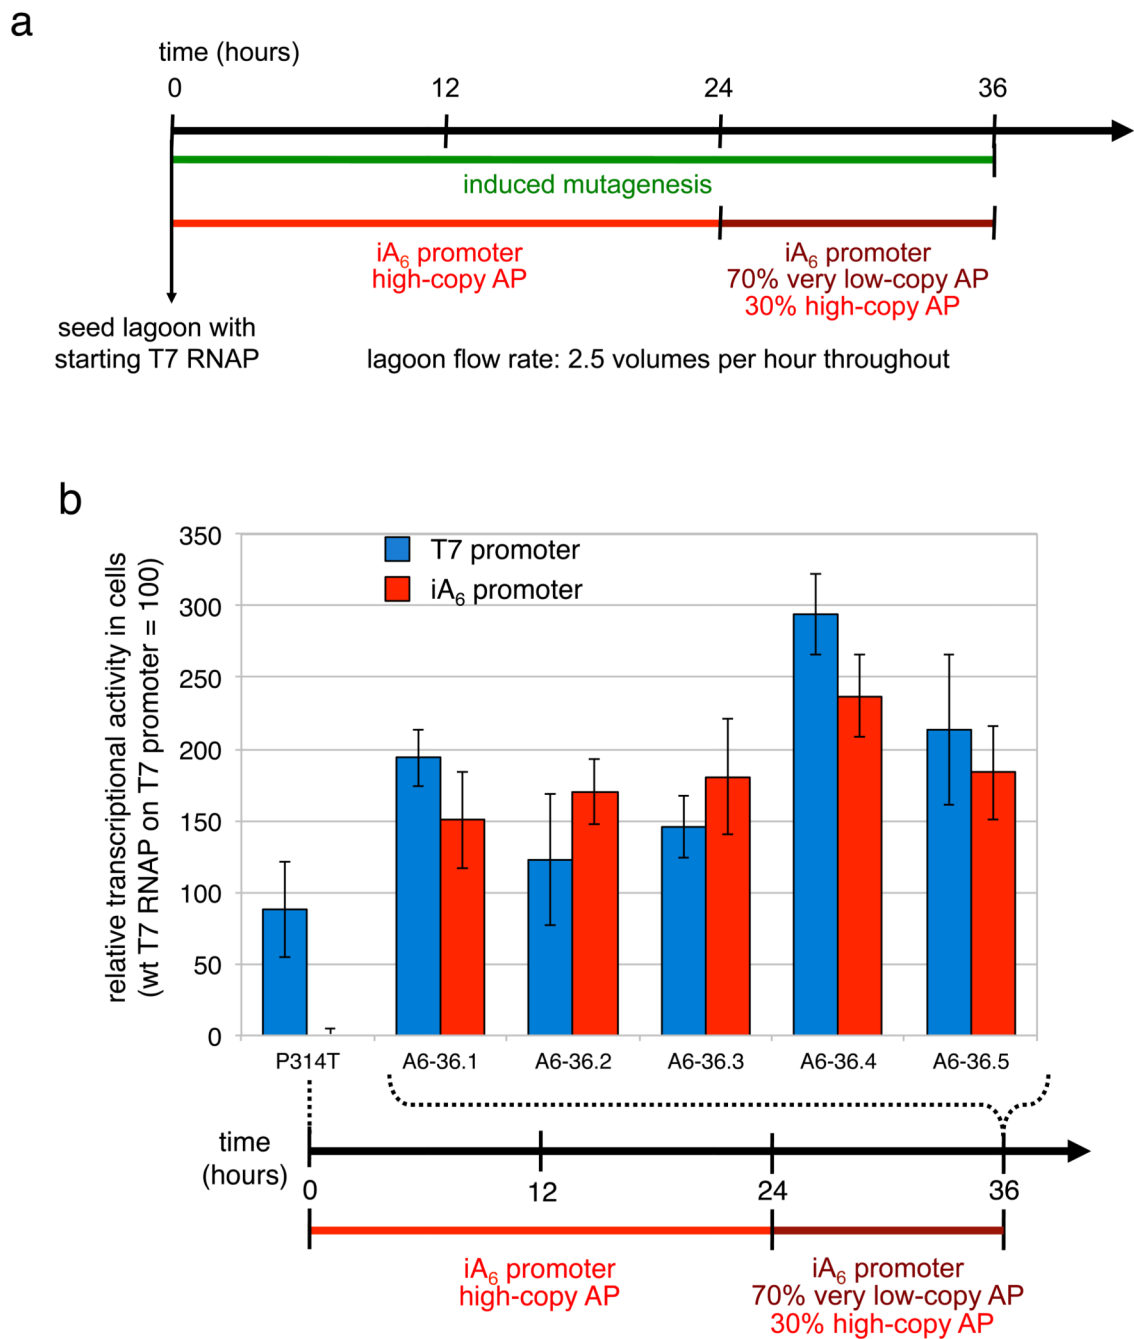 a
time (hours)
0 12 24 36
induced mutagenesis
iA6 promoter
high-copy AP
iA6 promoter
70% very low-copy AP
30% high-copy AP
seed lagoon with
starting T7 RNAP
lagoon flow rate: 2.5 volumes per hour throughout
b
relative transcriptional activity in cells
(wt T7 RNAP on T7 promoter = 100)
350
300
250
200
150
100
50
0
T7 promoter
iA6 promoter
P314T A6-36.1 A6-36.2 A6-36.3 A6-36.4 A6-36.5
time
(hours)
0 12 24 36
iA6 promoter
high-copy AP
iA6 promoter
70% very low-copy AP
30% high-copy AP